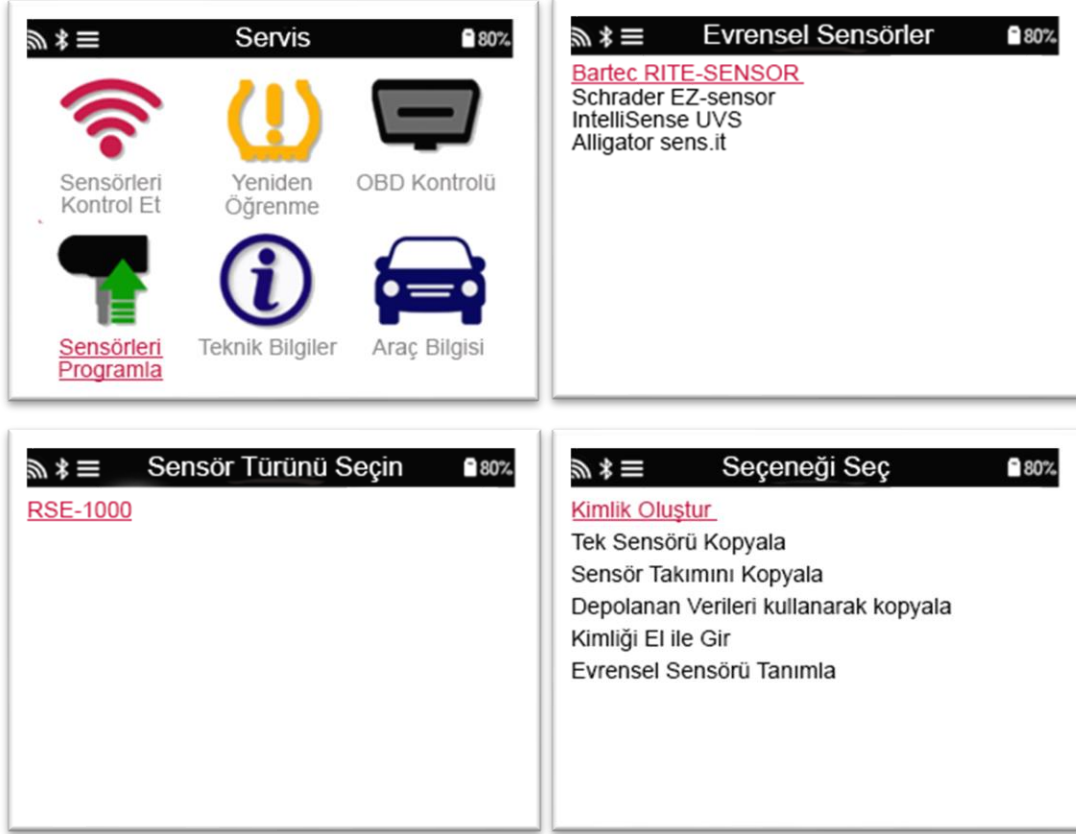 Servis
80%
Sensörleri
Kontrol Et
Yeniden
Öğrenme
OBD Kontrolü
Sensörleri
Programla
Teknik Bilgiler
Araç Bilgisi
Evrensel Sensörler
80%
Bartec RITE-SENSOR
Schrader EZ-sensor
IntelliSense UVS
Alligator sens.it
Sensör Türünü Seçin
80%
RSE-1000
Seçeneği Seç
80%
Kimlik Oluştur
Tek Sensörü Kopyala
Sensör Takımını Kopyala
Depolanan Verileri kullanarak kopyala
Kimliği El ile Gir
Evrensel Sensörü Tanımla